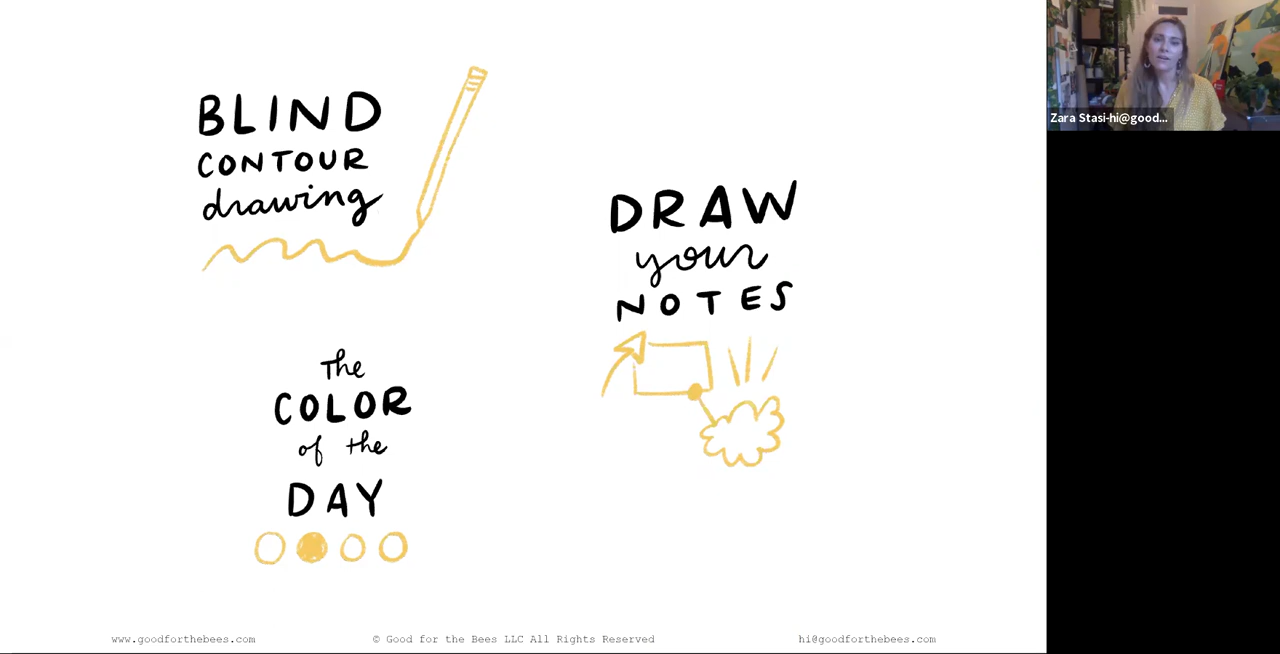 BLIND
CONTOUR
drawing
DRAW
your
NOTES
The
COLOR
of the
DAY
www.goodforthebees.com
© Good for the Bees LLC All Rights Reserved
hi@goodforthebees.com
Zara Stasi-hi@good...